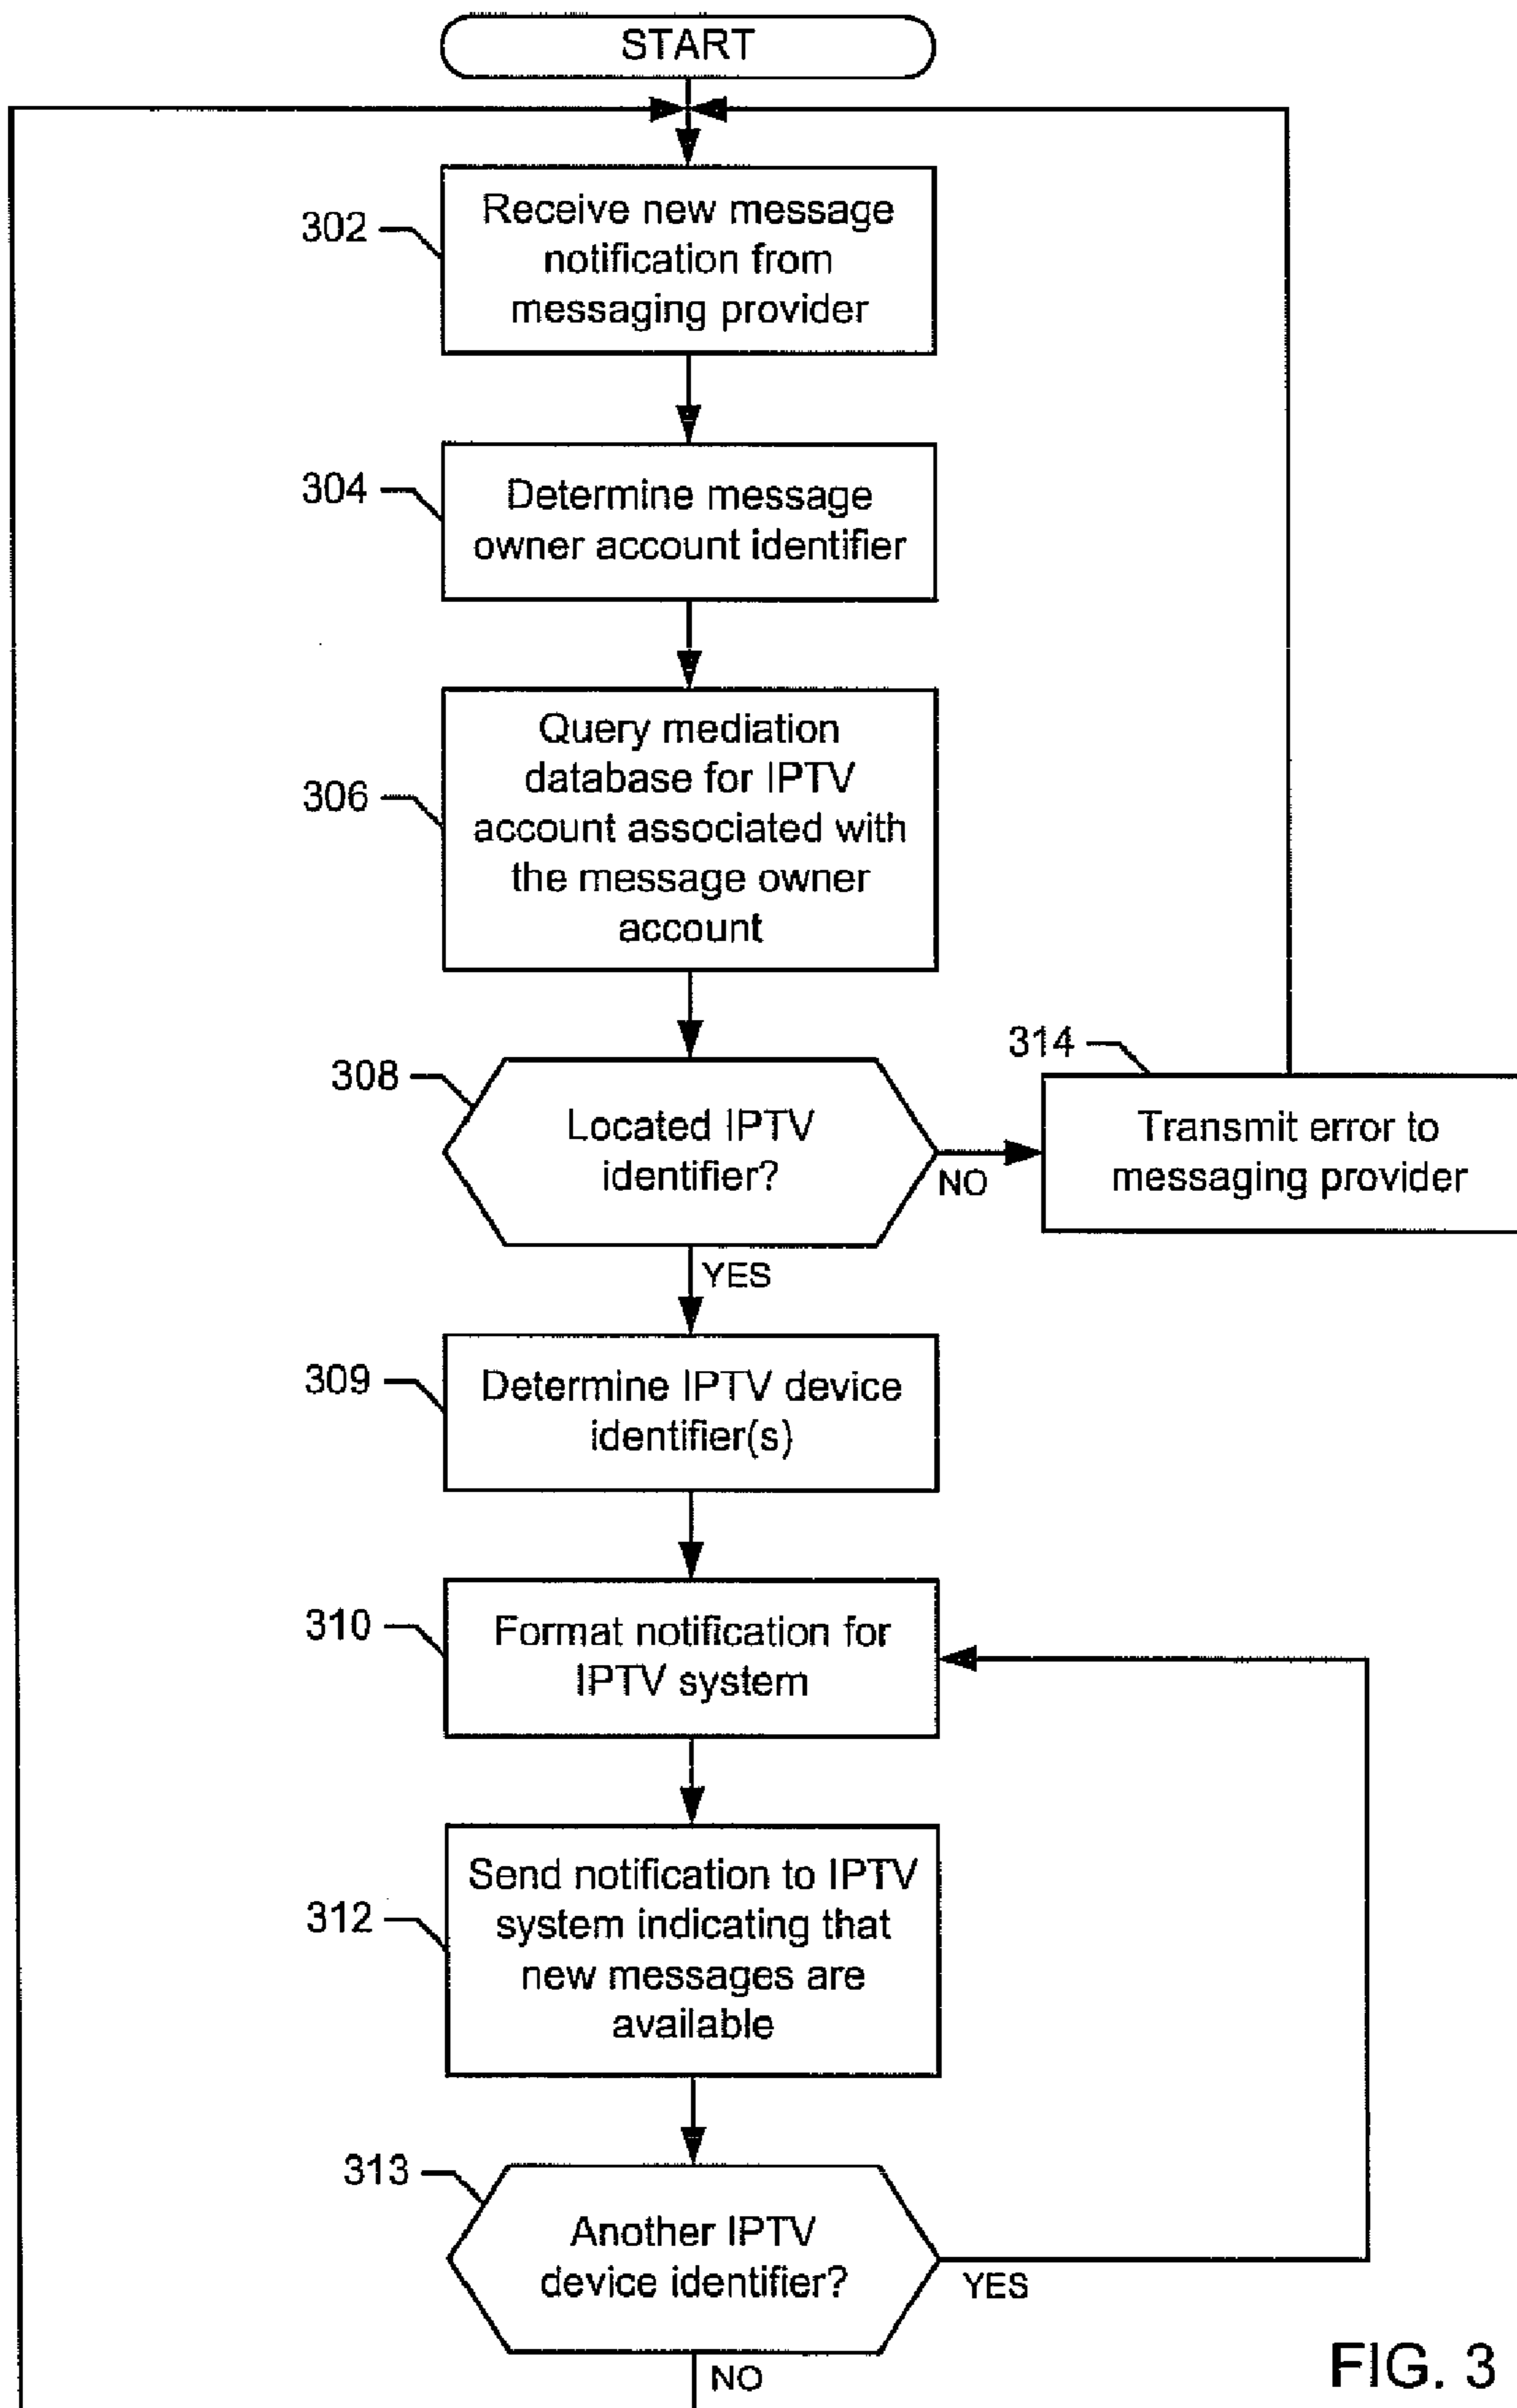 START
302
Receive new message
notification from
messaging provider
304
Determine message
owner account identifier
306
Query mediation
database for IPTV
account associated with
the message owner
account
308
Located IPTV
identifier?
NO
314
Transmit error to
messaging provider
YES
309
Determine IPTV device
identifier(s)
310
Format notification for
IPTV system
312
Send notification to IPTV
system indicating that
new messages are
available
313
Another IPTV
device identifier?
YES
NO
FIG. 3